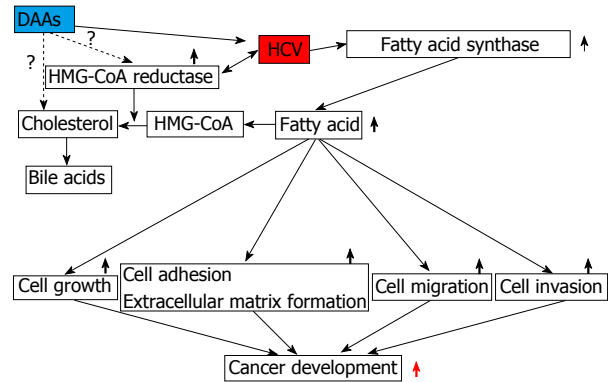 DAAs
?
HCV
Fatty acid synthase
?
HMG-CoA reductase
Cholesterol
HMG-CoA
Fatty acid
Bile acids
Cell growth
Cell adhesion
Extracellular matrix formation
Cell migration
Cell invasion
Cancer development